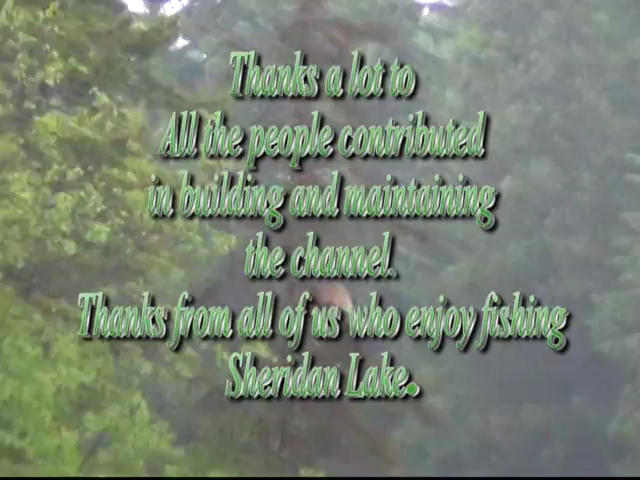 Thanks a lot to
All the people contributed
in building and maintaining
the channel.
Thanks from all of us who enjoy fishing
Sheridan Lake.